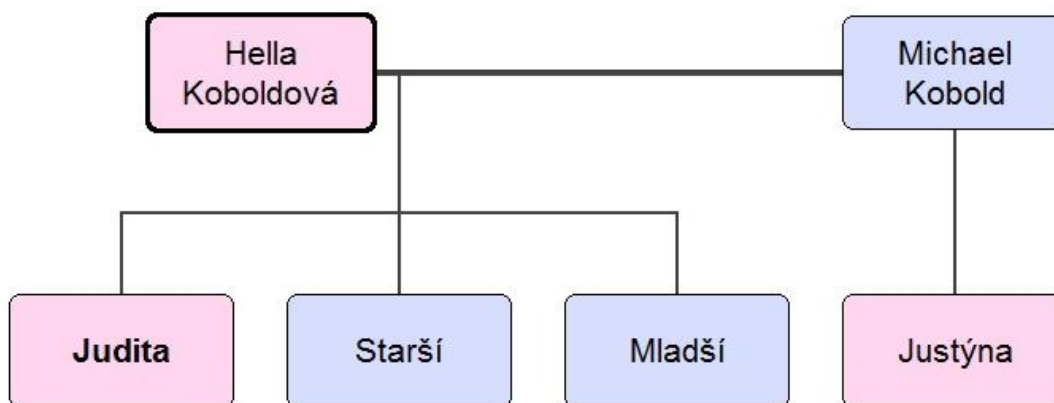 Hella
Koboldová
Michael
Kobold
Judita
Starší
Mladší
Justýna